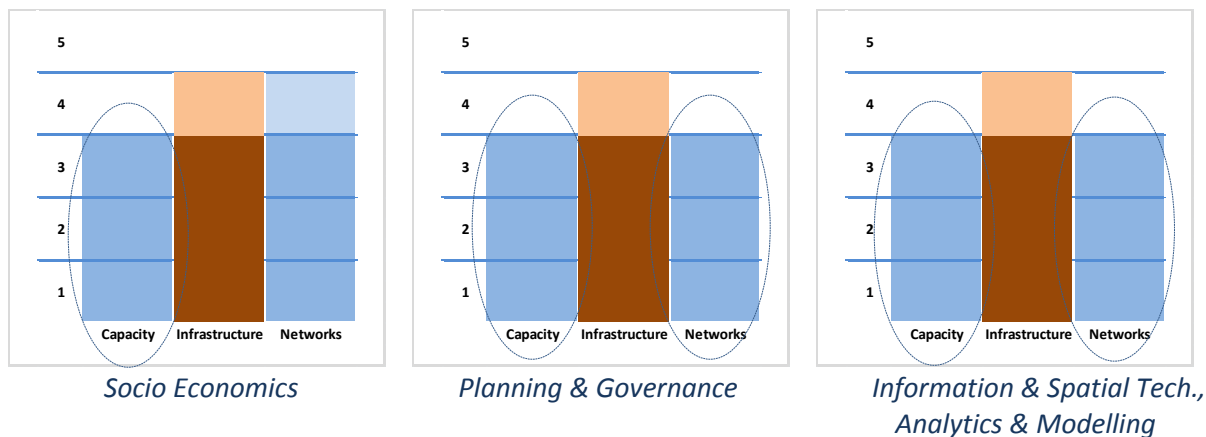 5
4
3
2
1
Capacity Infrastructure Networks
Socio Economics
5
4
3
2
1
Capacity Infrastructure Networks
Planning & Governance
5
4
3
2
1
Capacity Infrastructure Networks
Information & Spatial Tech.,
Analytics & Modelling